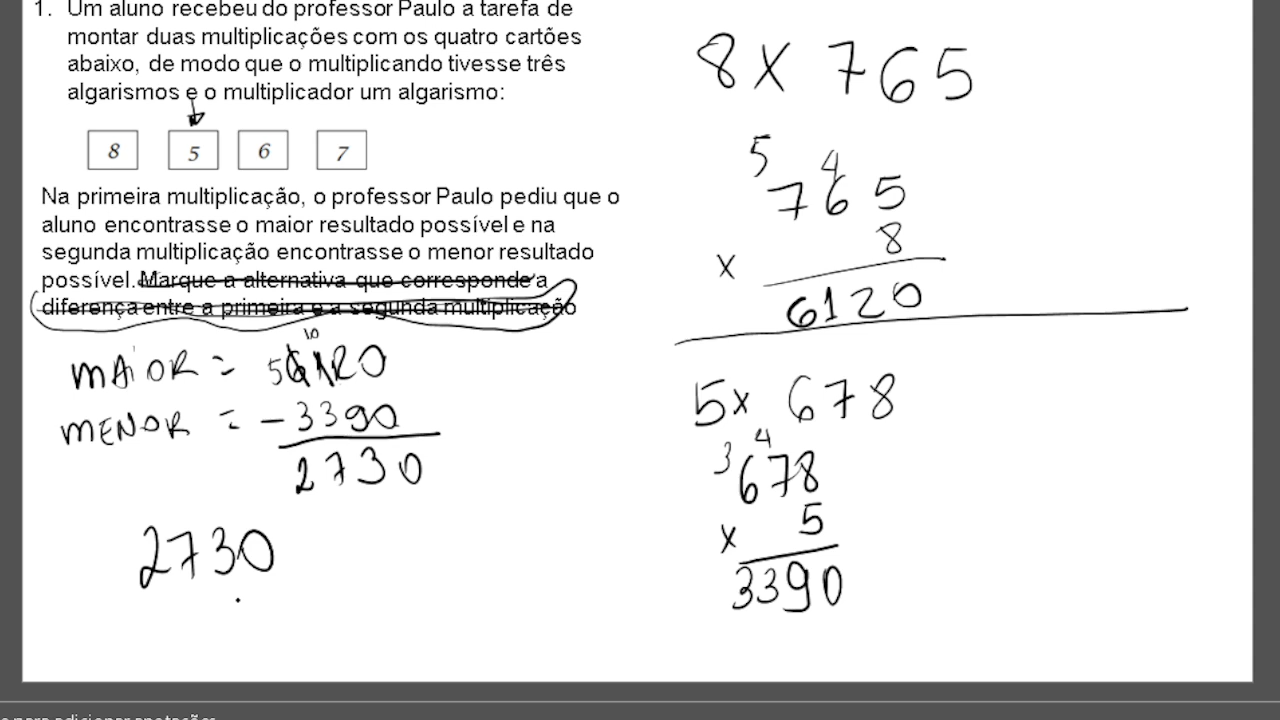 1. Um aluno recebeu do professor Paulo a tarefa de
montar duas multiplicações com os quatro cartões
abaixo, de modo que o multiplicando tivesse três
algarismos e o multiplicador um algarismo:
8 5 6 7
Na primeira multiplicação, o professor Paulo pediu que o
aluno encontrasse o maior resultado possível e na
segunda multiplicação encontrasse o menor resultado
possível. Marque a alternativa que corresponde a
diferença entre a primeira e a segunda multiplicação
10
MAIOR = 5 6120
MENOR = - 3390
2730
2730
8 x 765
5 4
765
8
x
6120
5x 678
3 4
678
x 5
3390